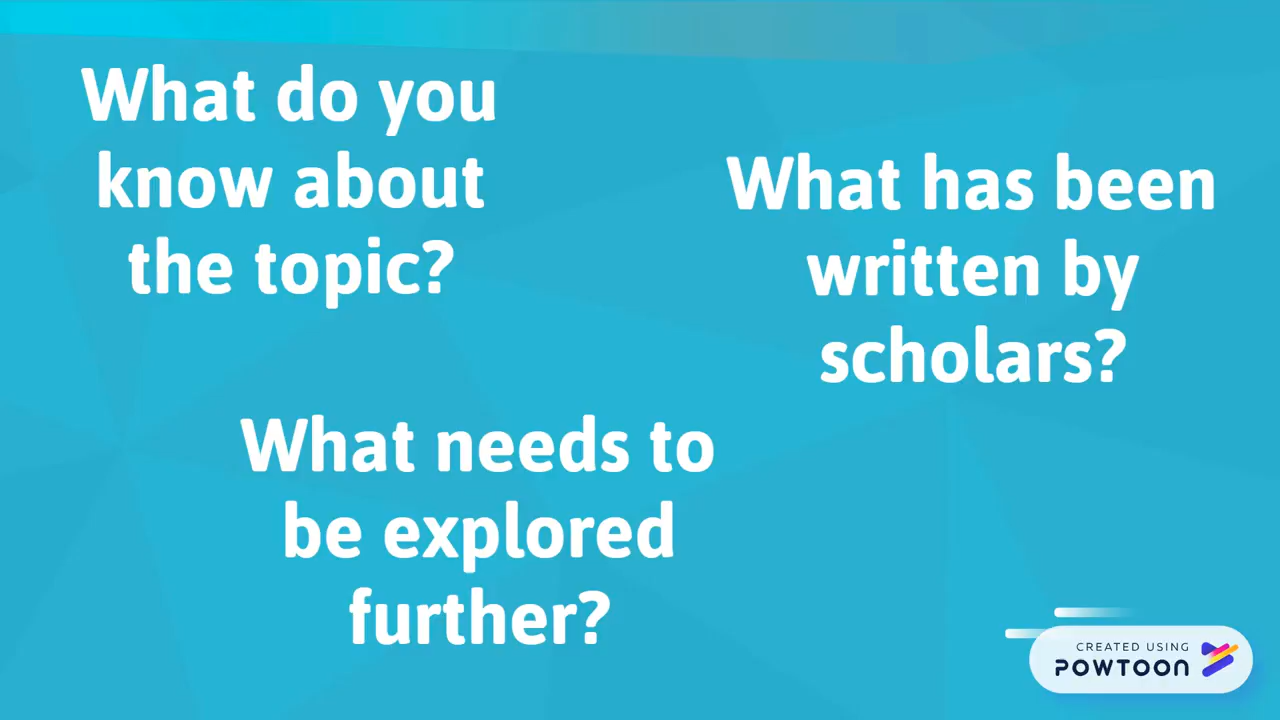 What do you
know about
the topic?
What has been
written by
scholars?
What needs to
be explored
further?
CREATED USING
POWTOON